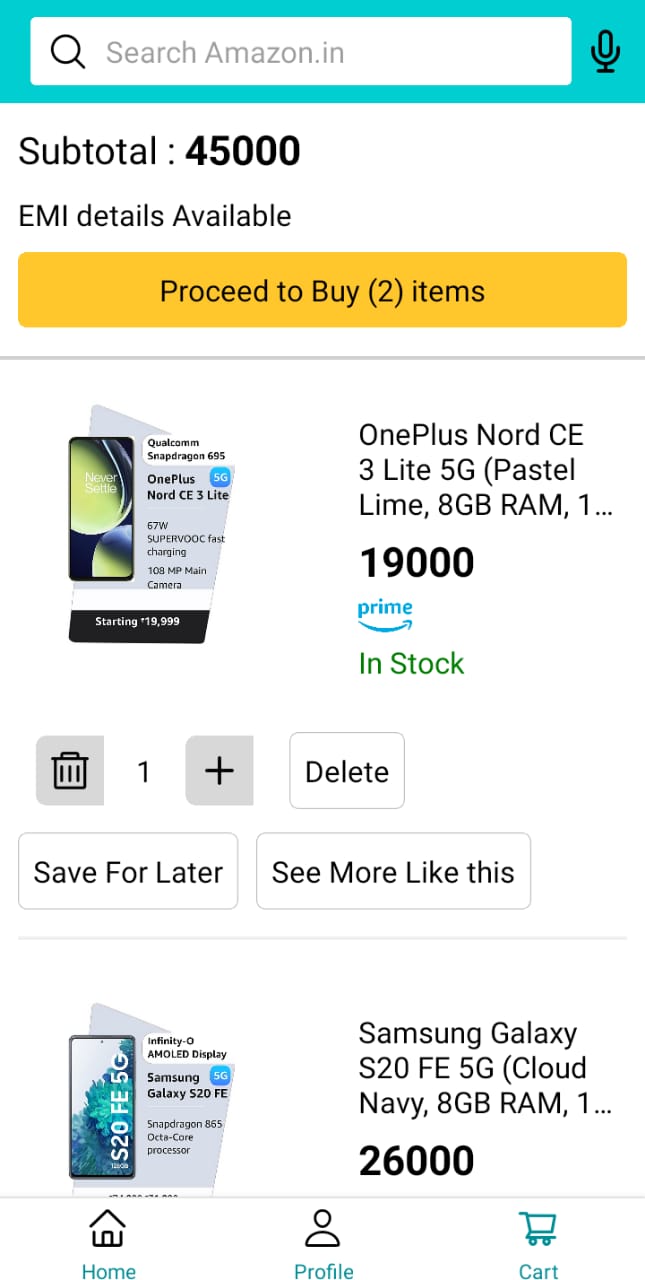 Search Amazon.in
Subtotal : 45000
EMI details Available
Proceed to Buy (2) items
Qualcomm
Snapdragon 695
OnePlus 5G
Nord CE 3 Lite
Never
Settle
67W
SUPERVOOC fast
charging
108 MP Main
Camera
Starting ₹19,999
OnePlus Nord CE
3 Lite 5G (Pastel
Lime, 8GB RAM, 1...
19000
prime
In Stock
1
Delete
Save For Later
See More Like this
Infinity-O
AMOLED Display
Samsung 5G
Galaxy S20 FE
S20 FE 5G
Snapdragon 865
Octa-Core
processor
Samsung Galaxy
S20 FE 5G (Cloud
Navy, 8GB RAM, 1...
26000
Home
Profile
Cart